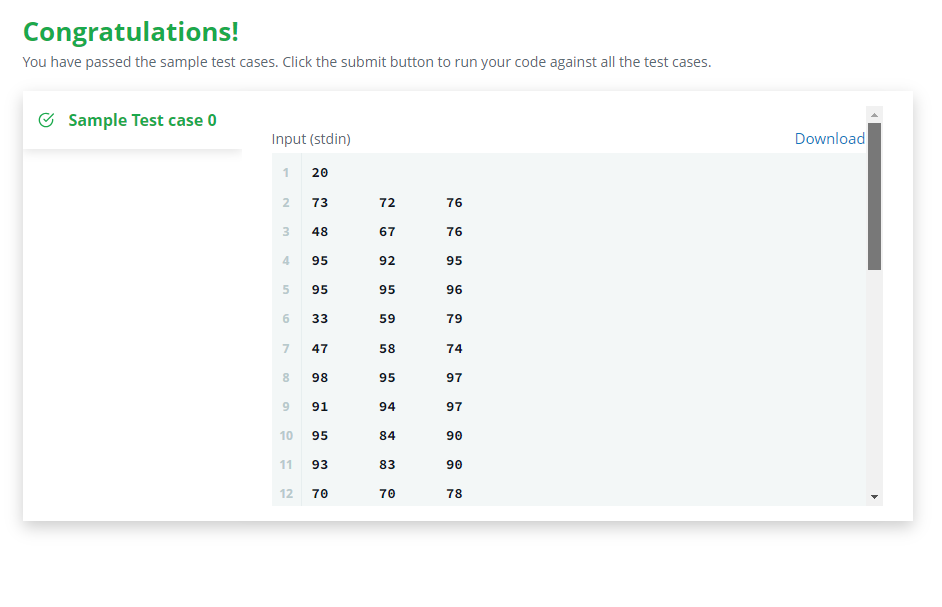 Congratulations!
You have passed the sample test cases. Click the submit button to run your code against all the test cases.
Sample Test case 0
Input (stdin) Download
1 20
2 73 72 76
3 48 67 76
4 95 92 95
5 95 95 96
6 33 59 79
7 47 58 74
8 98 95 97
9 91 94 97
10 95 84 90
11 93 83 90
12 70 70 78